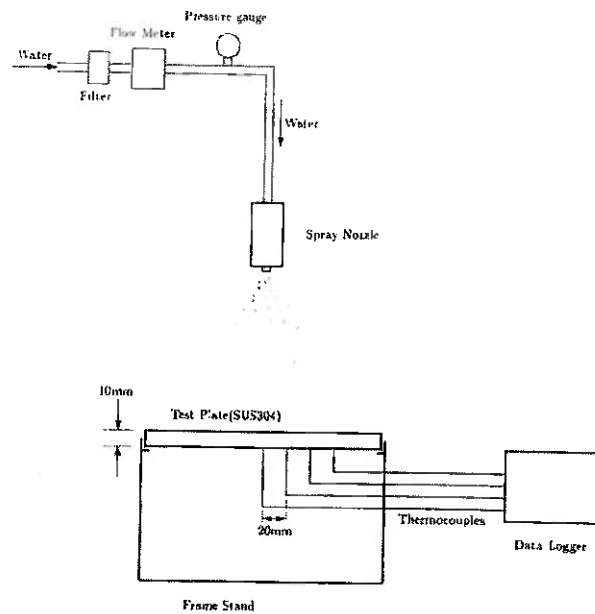 Pressure gauge
Flow Meter
Water
Filter
Water
Spray Nozzle
10mm
Test Plate(SUS304)
20mm
Thermocouples
Data Logger
Frame Stand